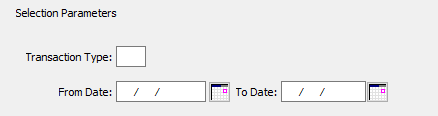 Selection Parameters
Transaction Type:
From Date: / / To Date: / /